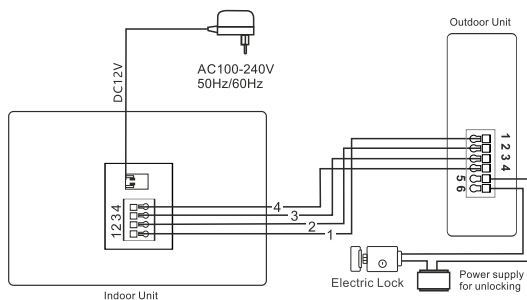 Outdoor Unit
AC100-240V
50Hz/60Hz
DC12V
1
2
3
4
5
6
4
3
2
1
1234
Electric Lock
Power supply
for unlocking
Indoor Unit